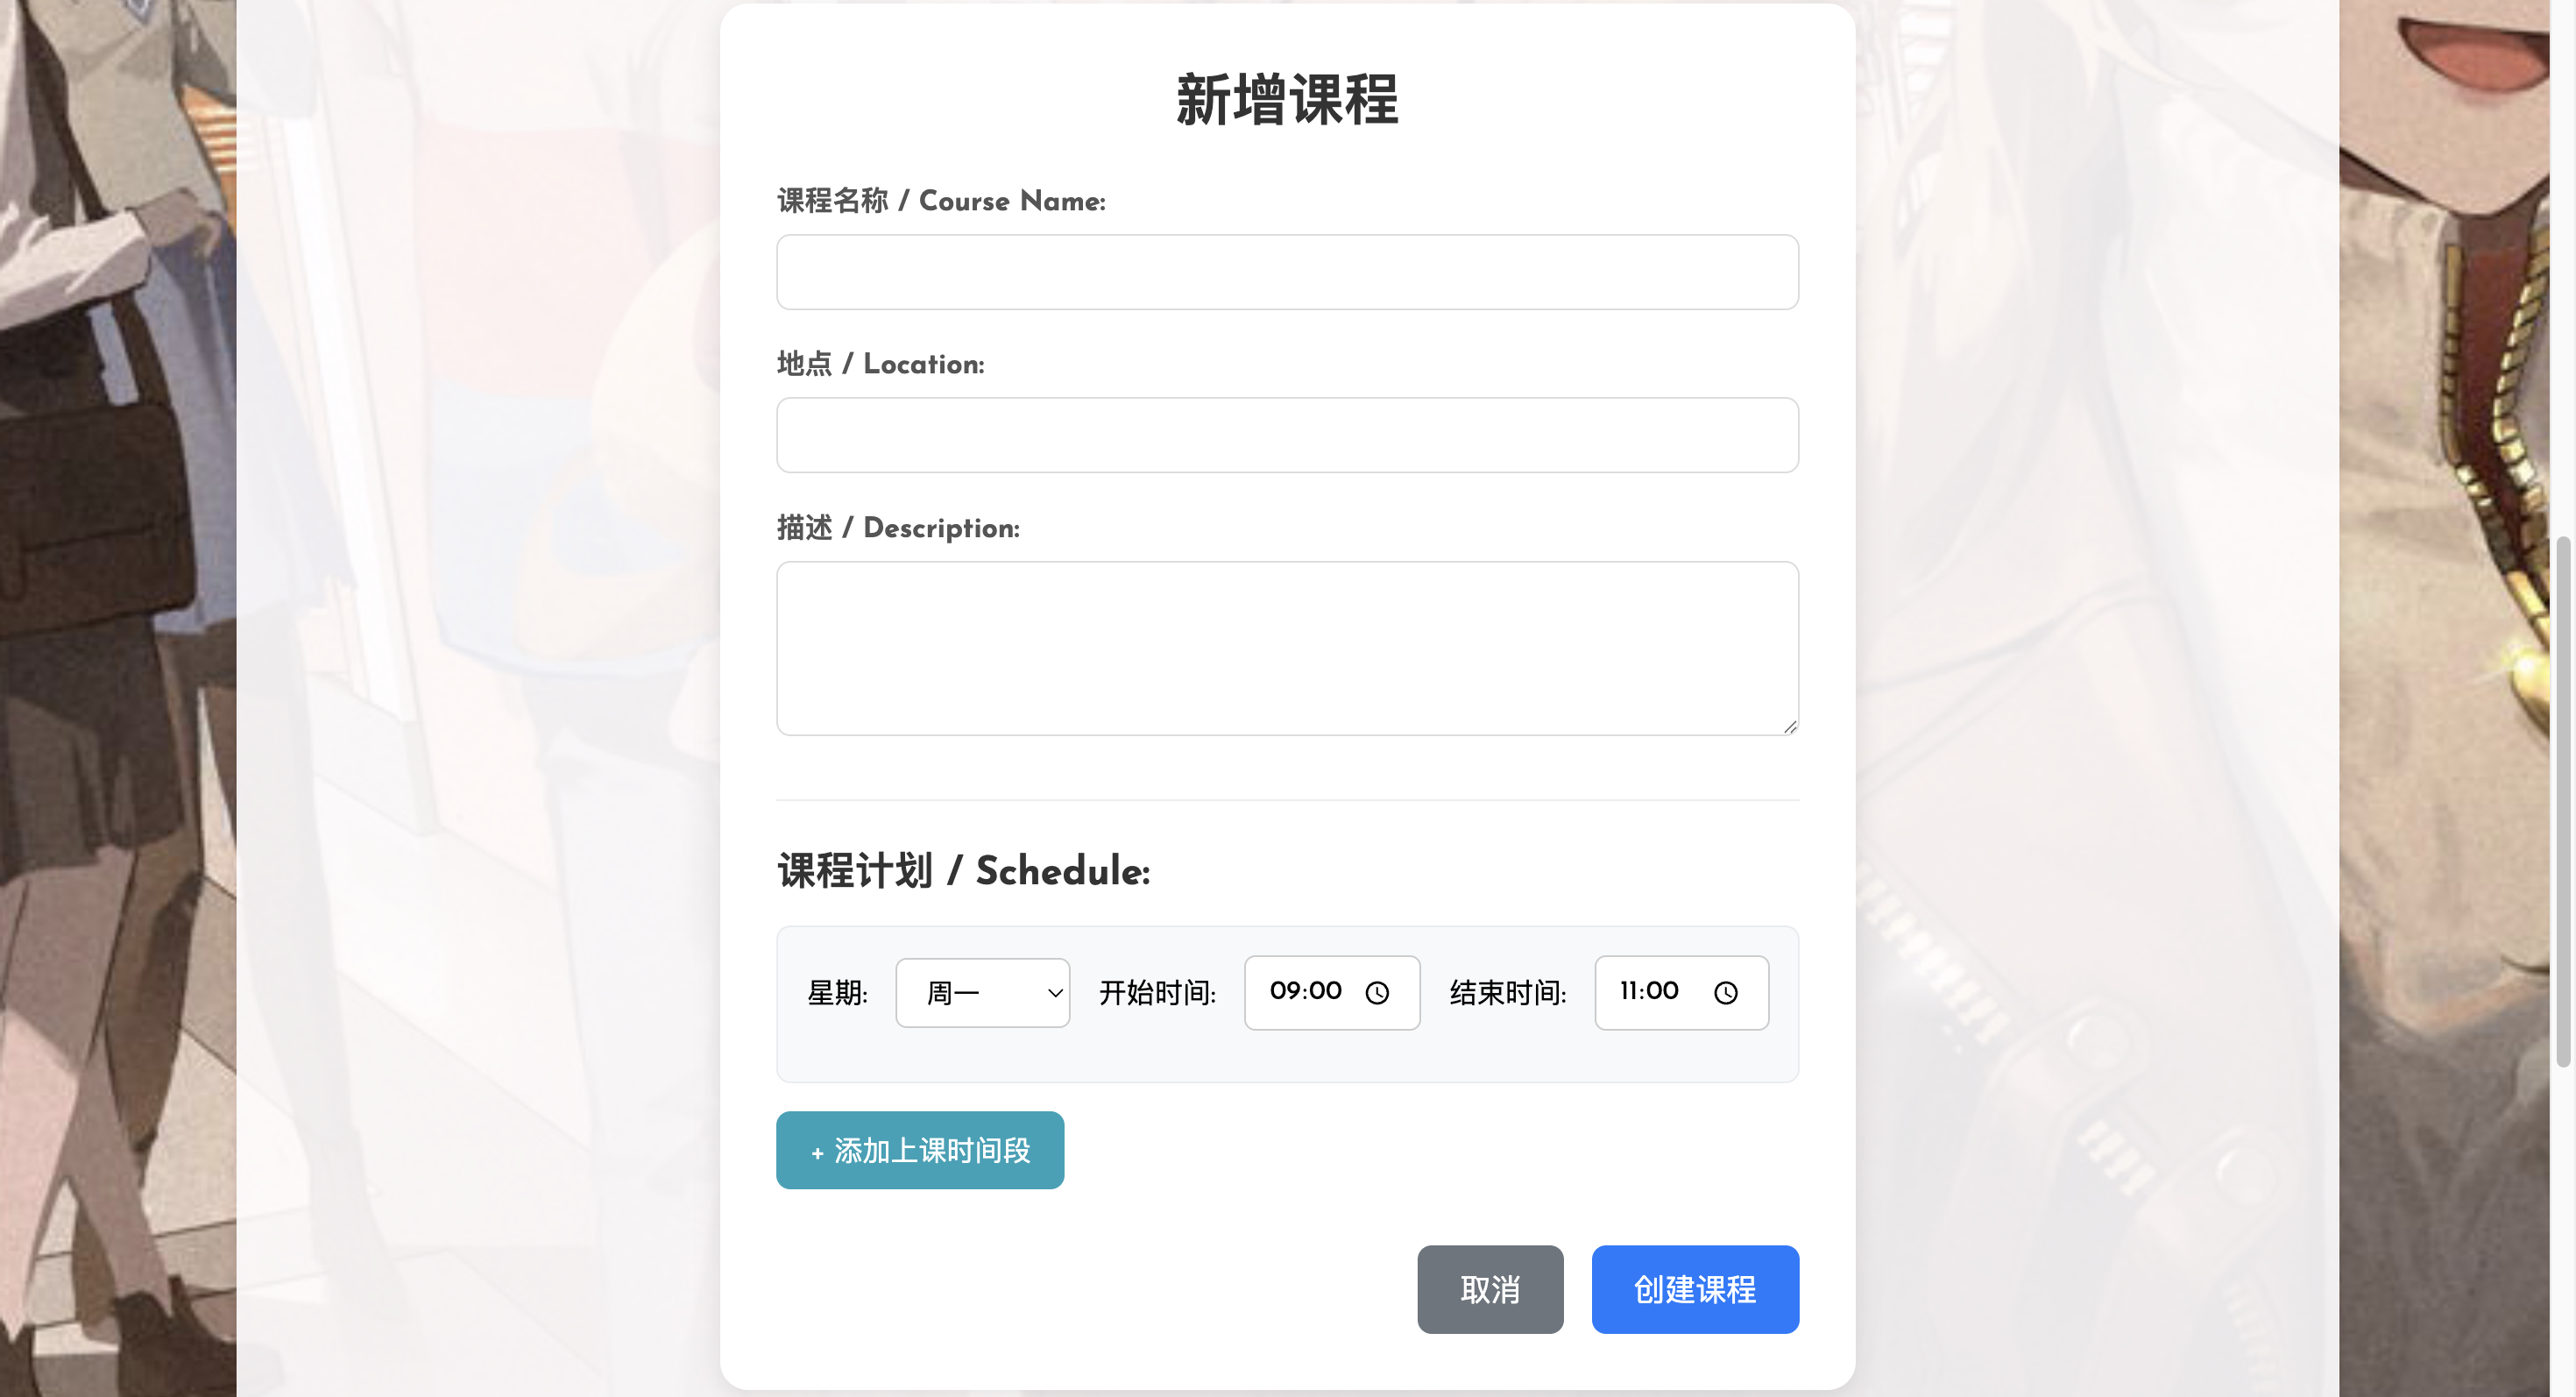 新增课程
课程名称 / Course Name:
地点 / Location:
描述 / Description:
课程计划 / Schedule:
星期: 周一 开始时间: 09:00 结束时间: 11:00
+ 添加上课时间段
取消 创建课程